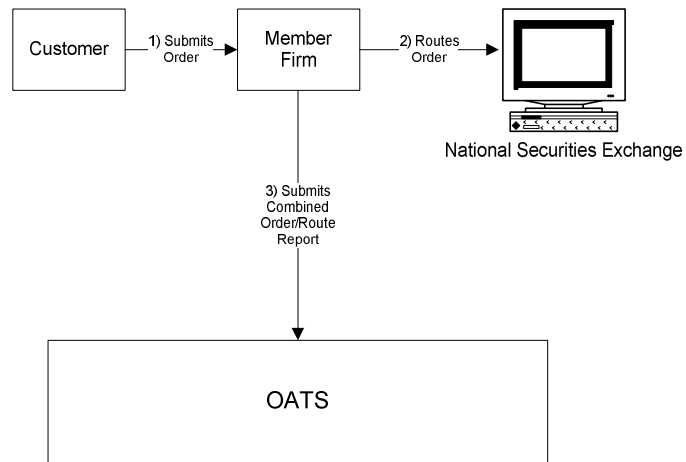 Customer
1) Submits
Order
Member
Firm
2) Routes
Order
National Securities Exchange
3) Submits
Combined
Order/Route
Report
OATS